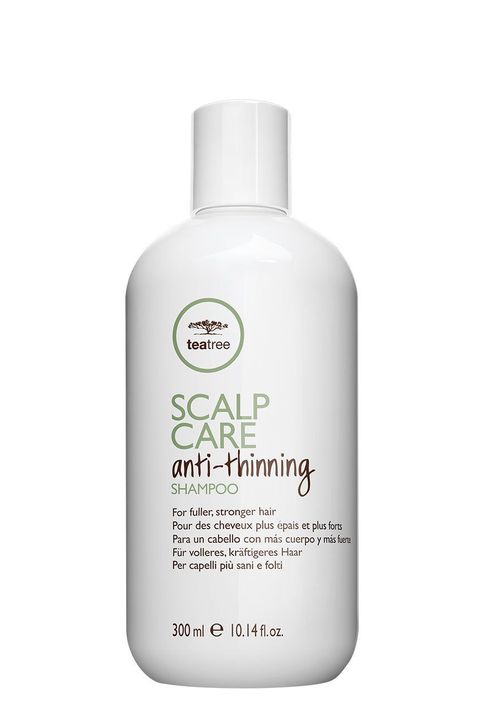 teatree
SCALP
CARE
anti-thinning
SHAMPOO
For fuller, stronger hair
Pour des cheveux plus épais et plus forts
Para un cabello con más cuerpo y más fuerte
Für volleres, kräftigeres Haar
Per capelli più sani e folti
300 ml ℮ 10.14 fl. oz.